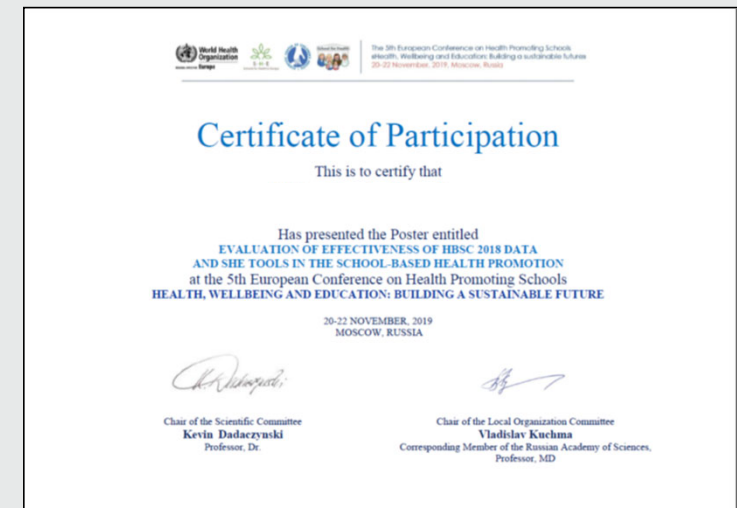 World Health
Organization
Europe
S H E
The 5th European Conference on Health Promoting Schools
eHealth, Wellbeing and Education: Building a sustainable futures
20-22 November, 2019, Moscow, Russia
Certificate of Participation
This is to certify that
Has presented the Poster entitled
EVALUATION OF EFFECTIVENESS OF HBSC 2018 DATA
AND SHE TOOLS IN THE SCHOOL-BASED HEALTH PROMOTION
at the 5th European Conference on Health Promoting Schools
HEALTH, WELLBEING AND EDUCATION: BUILDING A SUSTAINABLE FUTURE
20-22 NOVEMBER, 2019
MOSCOW, RUSSIA
Chair of the Scientific Committee
Kevin Dadaczynski
Professor, Dr.
Chair of the Local Organization Committee
Vladislav Kuchma
Corresponding Member of the Russian Academy of Sciences,
Professor, MD